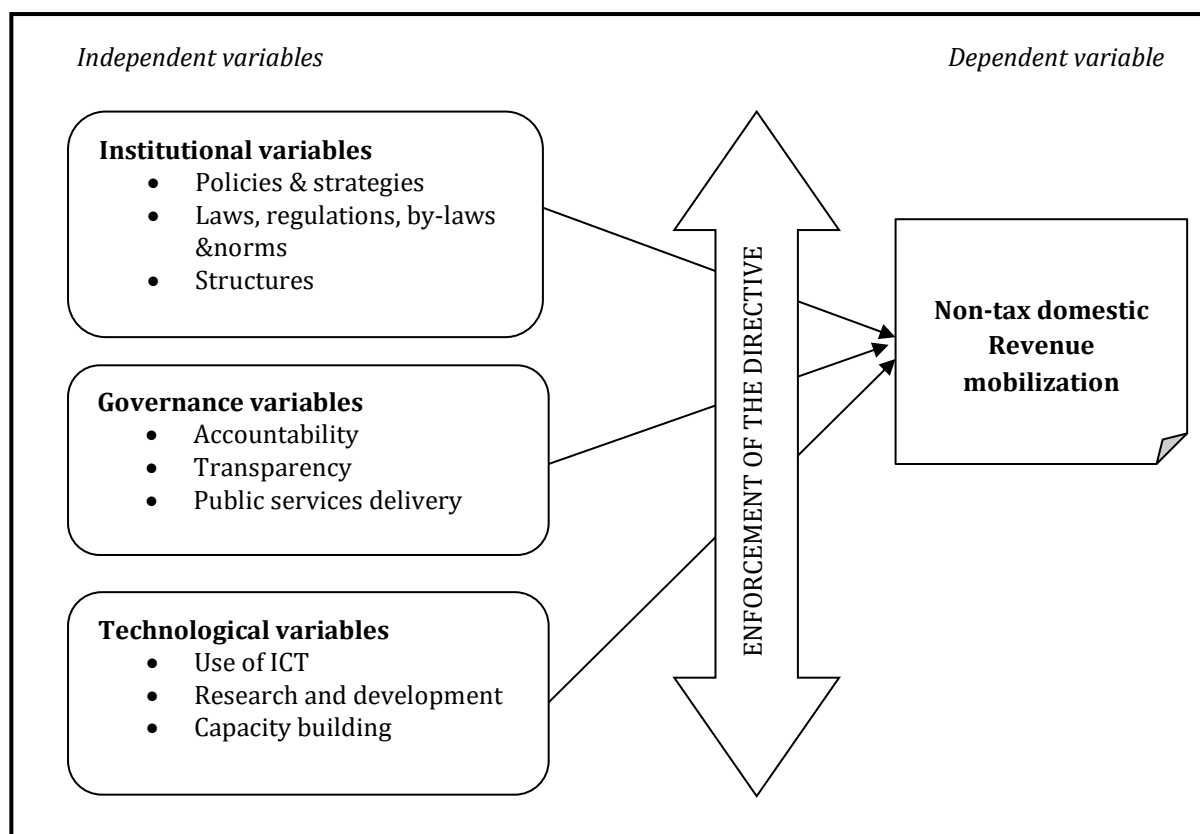 Independent variables
Dependent variable
Institutional variables
• Policies & strategies
• Laws, regulations, by-laws
&norms
• Structures
Governance variables
• Accountability
• Transparency
• Public services delivery
Technological variables
• Use of ICT
• Research and development
• Capacity building
ENFORCEMENT OF THE DIRECTIVE
Non-tax domestic
Revenue
mobilization